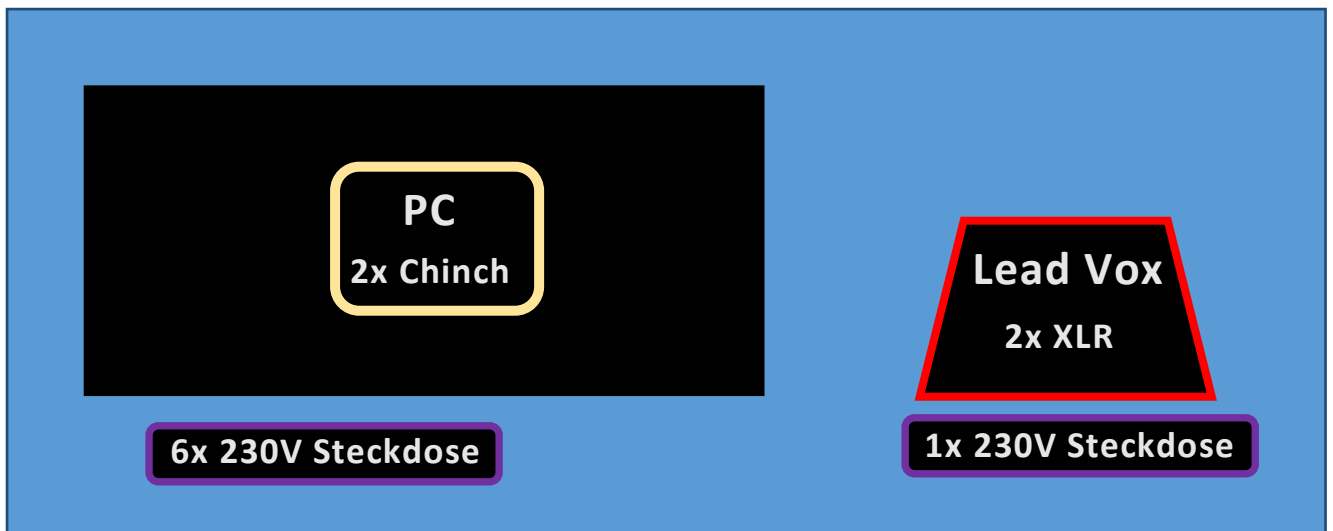 PC
2x Chinch
Lead Vox
2x XLR
6x 230V Steckdose
1x 230V Steckdose